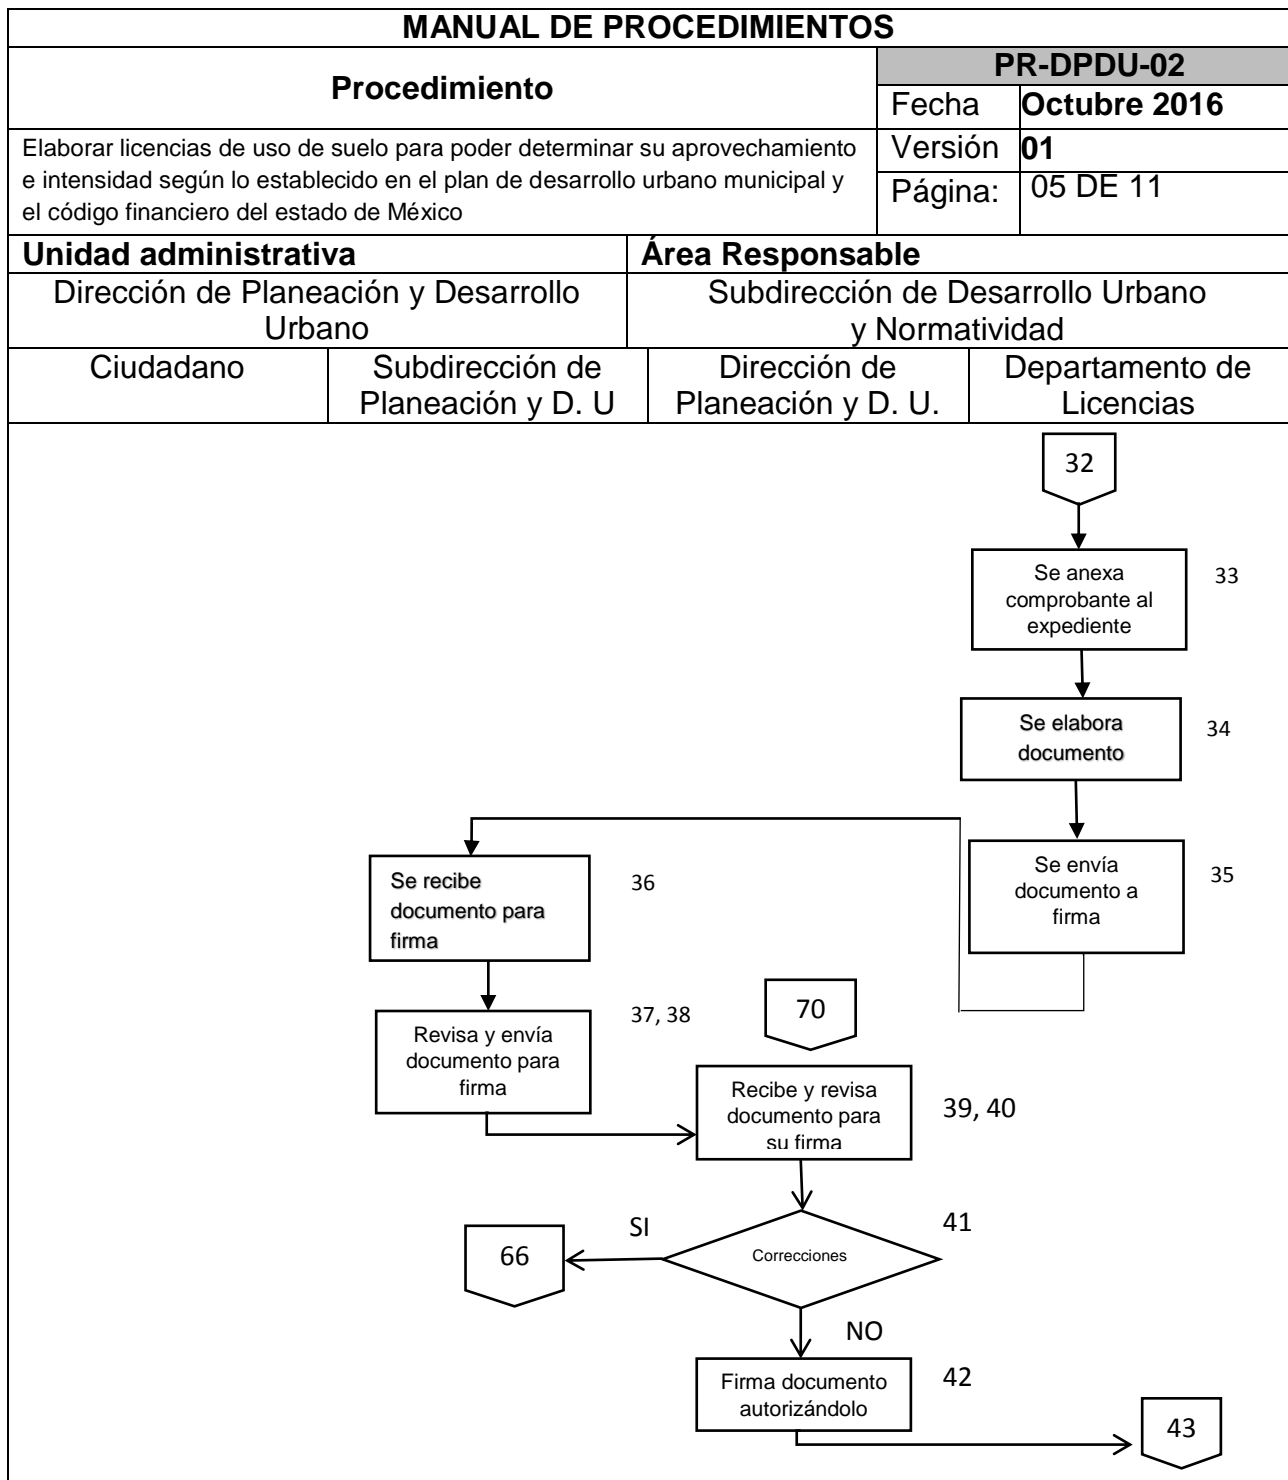 MANUAL DE PROCEDIMIENTOS
Procedimiento
PR-DPDU-02
Fecha
Octubre 2016
Elaborar licencias de uso de suelo para poder determinar su aprovechamiento
e intensidad según lo establecido en el plan de desarrollo urbano municipal y
el código financiero del estado de México
Versión
01
Página:
05 DE 11
Unidad administrativa
Área Responsable
Dirección de Planeación y Desarrollo
Urbano
Subdirección de Desarrollo Urbano
y Normatividad
Ciudadano
Subdirección de
Planeación y D. U
Dirección de
Planeación y D. U.
Departamento de
Licencias
32
Se anexa
comprobante al
expediente
33
Se elabora
documento
34
Se envía
documento a
firma
35
Se recibe
documento para
firma
36
Revisa y envía
documento para
firma
37, 38
70
Recibe y revisa
documento para
su firma
39, 40
Correcciones
41
SI
66
NO
Firma documento
autorizándolo
42
43